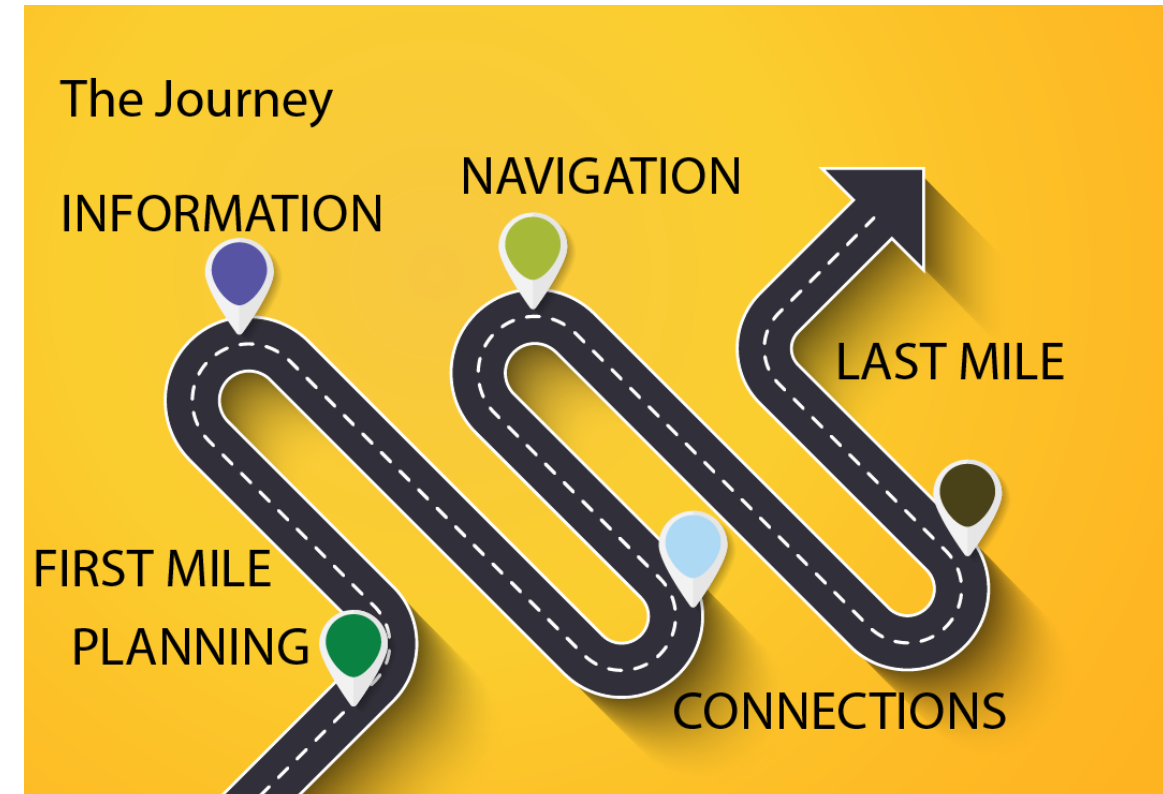 The Journey
INFORMATION
NAVIGATION
LAST MILE
FIRST MILE
PLANNING
CONNECTIONS